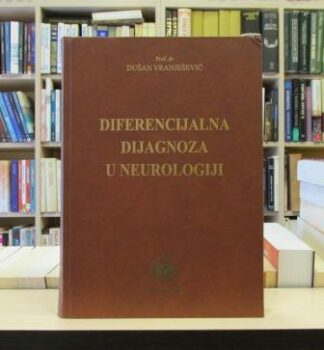 Prof. dr
DUŠAN VRANJEŠEVIĆ
DIFERENCIJALNA
DIJAGNOZA
U NEUROLOGIJI